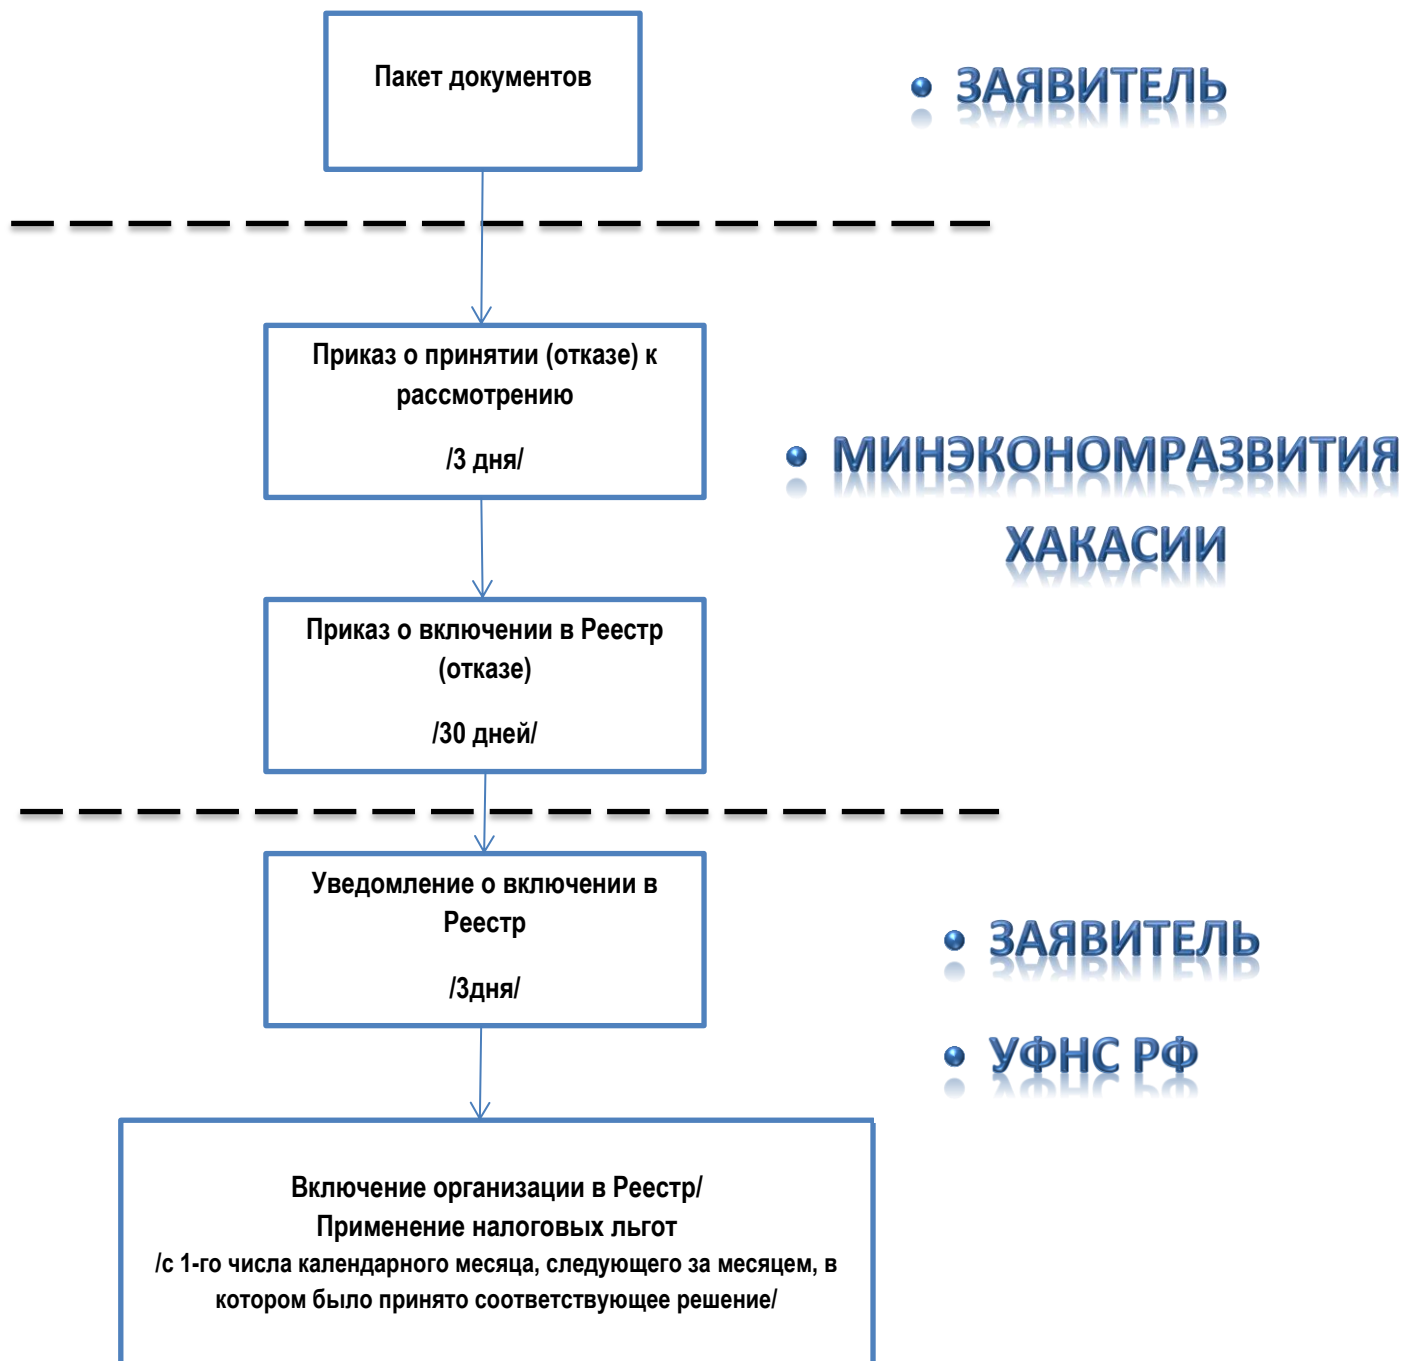 Пакет документов
• ЗАЯВИТЕЛЬ
Приказ о принятии (отказе) к
рассмотрению
/3 дня/
• МИНЭКОНОМРАЗВИТИЯ
ХАКАСИИ
Приказ о включении в Реестр
(отказе)
/30 дней/
Уведомление о включении в
Реестр
/3дня/
• ЗАЯВИТЕЛЬ
• УФНС РФ
Включение организации в Реестр/
Применение налоговых льгот
/с 1-го числа календарного месяца, следующего за месяцем, в
котором было принято соответствующее решение/